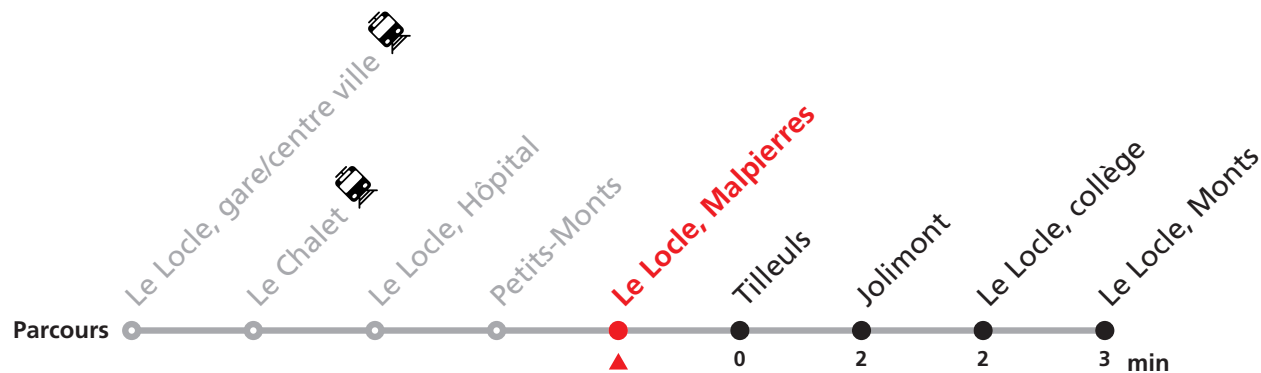 Le Locle, gare/centre ville
Le Chalet
Le Locle, Hôpital
Petits-Monts
Le Locle, Malpierres
Tilleuls
Jolimont
Le Locle, collège
Le Locle, Monts
Parcours
0 2 2 3 min